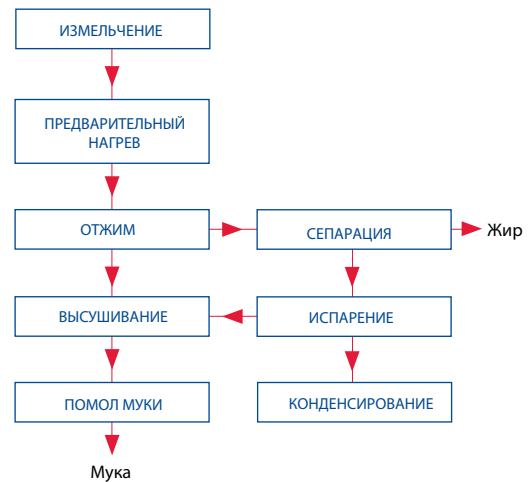 ИЗМЕЛЬЧЕНИЕ
ПРЕДВАРИТЕЛЬНЫЙ
НАГРЕВ
ОТЖИМ
СЕПАРАЦИЯ
Жир
ВЫСУШИВАНИЕ
ИСПАРЕНИЕ
ПОМОЛ МУКИ
КОНДЕНСИРОВАНИЕ
Мука